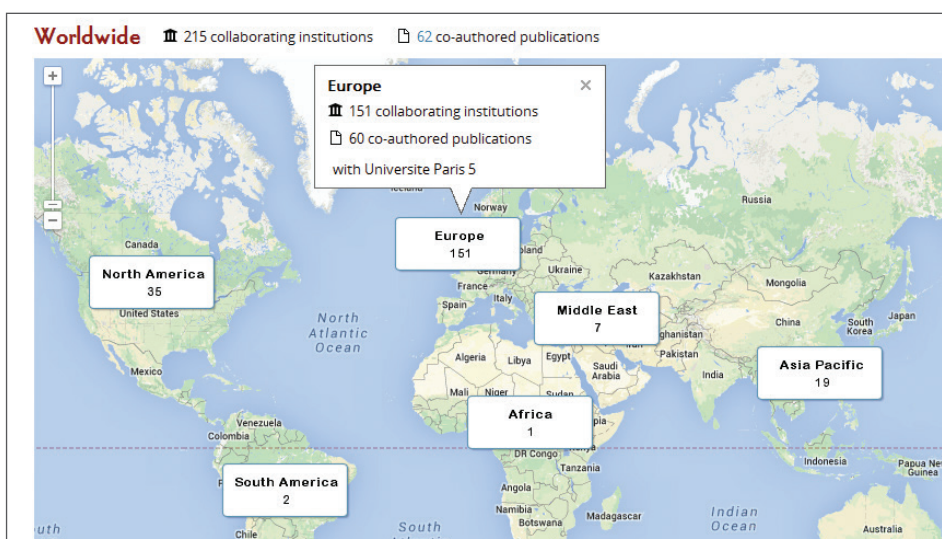 Worldwide 215 collaborating institutions 62 co-authored publications
+
−
Europe ×
151 collaborating institutions
60 co-authored publications
with Universite Paris 5
Iceland
Norway
Russia
Canada
Europe
151
North America
35
United States
Mexico
North
Atlantic
Ocean
Germany
Ukraine
France
Spain
Italy
Kazakhstan
Mongolia
Middle East
7
China
South
Korea
Japan
Pakistan
India
Saudi
Arabia
Algeria
Libya
Egypt
Mali
Niger
Sudan
Asia Pacific
19
Africa
1
Venezuela
Colombia
DR Congo
Tanzania
Indonesia
Papua New
Guinea
South America
2
Angola
Namibia
Botswana
Madagascar
Indian
Ocean
Chile
South
Australia